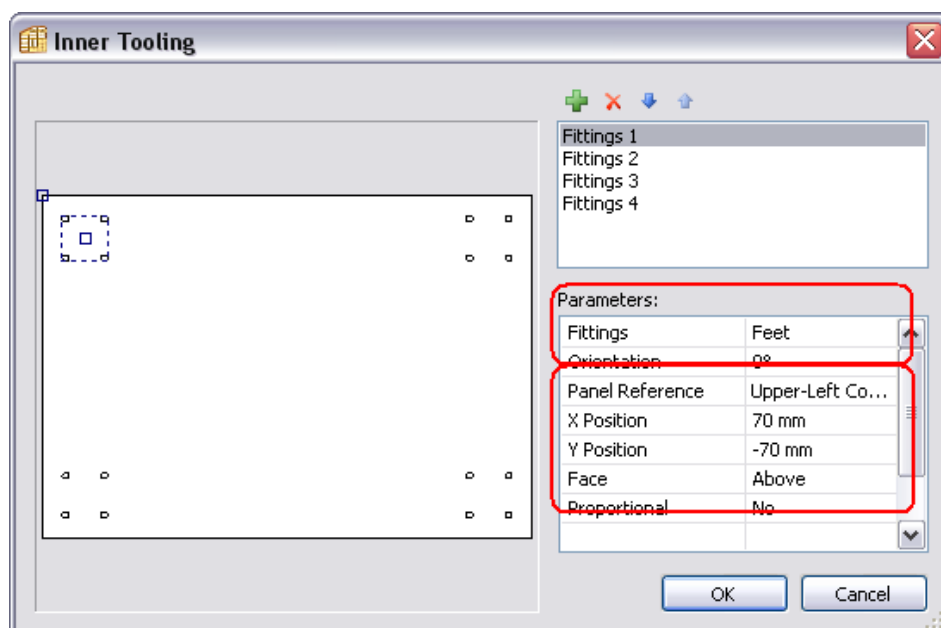 Inner Tooling
Fittings 1
Fittings 2
Fittings 3
Fittings 4
Parameters:
Fittings Feet
Orientation 0°
Panel Reference Upper-Left Co...
X Position 70 mm
Y Position -70 mm
Face Above
Proportional No
OK Cancel